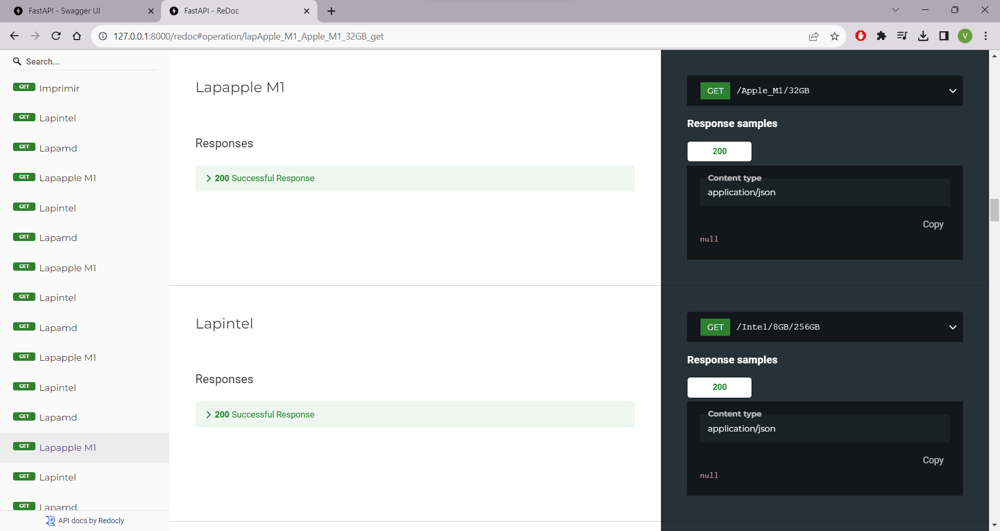 FastAPI - Swagger UI
FastAPI - ReDoc
127.0.0.1:8000/redoc#operation/lapApple_M1_Apple_M1_32GB_get
V
Search...
GET Imprimir
GET Lapintel
GET Lapamd
GET Lapapple M1
GET Lapintel
GET Lapamd
GET Lapapple M1
GET Lapintel
GET Lapamd
GET Lapapple M1
GET Lapintel
GET Lapamd
GET Lapapple M1
GET Lapintel
GET Lapamd
API docs by Redocly
Lapapple M1
Responses
200 Successful Response
GET /Apple_M1/32GB
Response samples
200
Content type
application/json
Copy
null
Lapintel
Responses
200 Successful Response
GET /Intel/8GB/256GB
Response samples
200
Content type
application/json
Copy
null